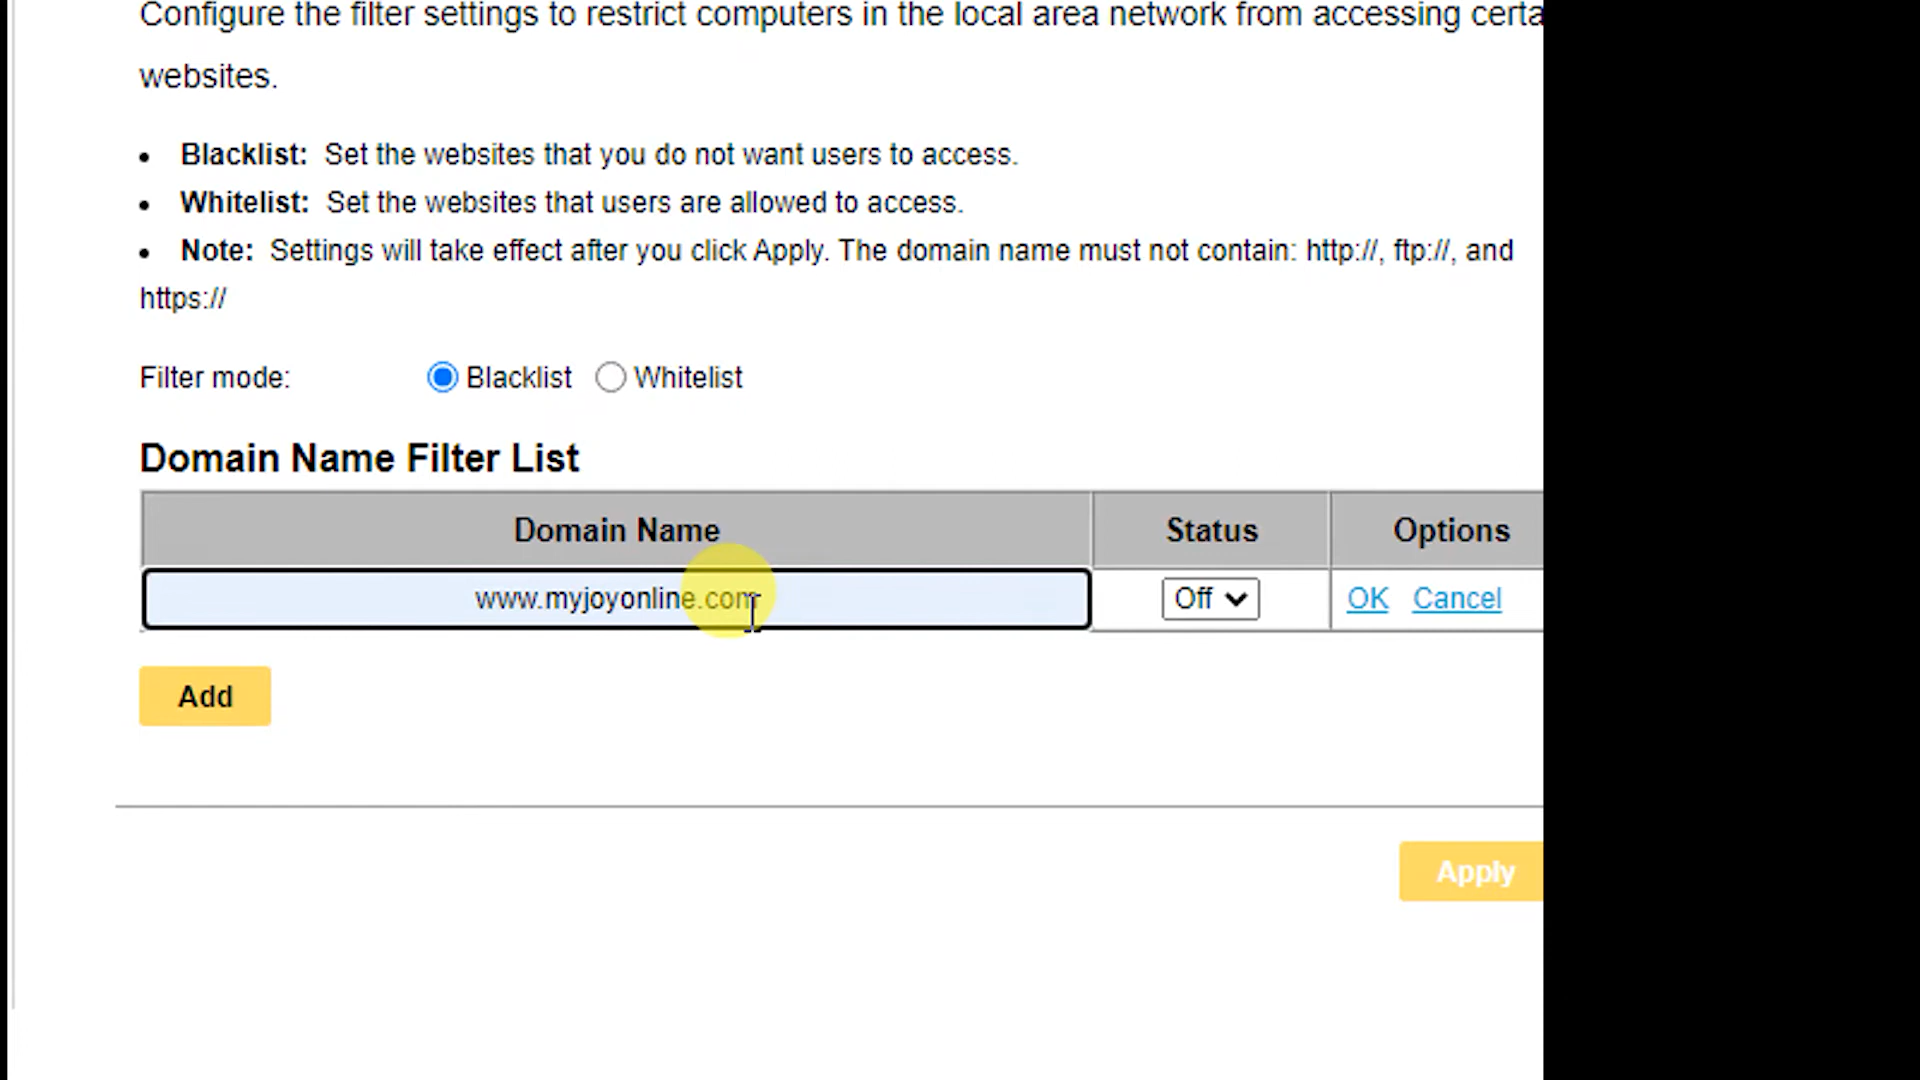 Configure the filter settings to restrict computers in the local area network from accessing certa
websites.
• Blacklist: Set the websites that you do not want users to access.
• Whitelist: Set the websites that users are allowed to access.
• Note: Settings will take effect after you click Apply. The domain name must not contain: http://, ftp://, and
https://
Filter mode: Blacklist Whitelist
Domain Name Filter List
Domain Name Status Options
www.myjoyonline.com Off OK Cancel
Add
Apply